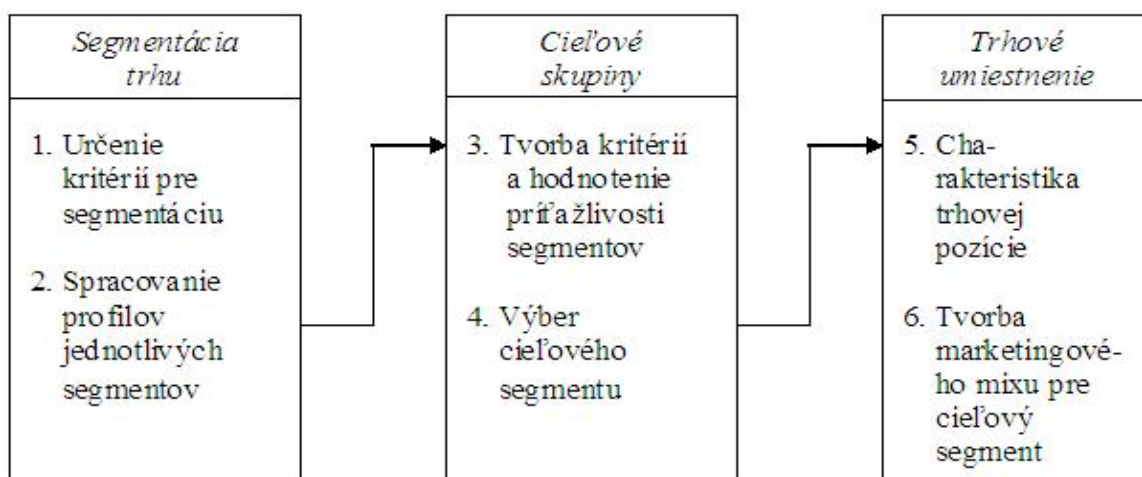 Segmentácia
trhu
1. Určenie
kritérií pre
segmentáciu
2. Spracovanie
profilov
jednotlivých
segmentov
Cieľové
skupiny
3. Tvorba kritérií
a hodnotenie
príťažlivosti
segmentov
4. Výber
cieľového
segmentu
Trhové
umiestnenie
5. Cha-
rakteristika
trhovej
pozície
6. Tvorba
marketingové-
ho mixu pre
cieľový
segment